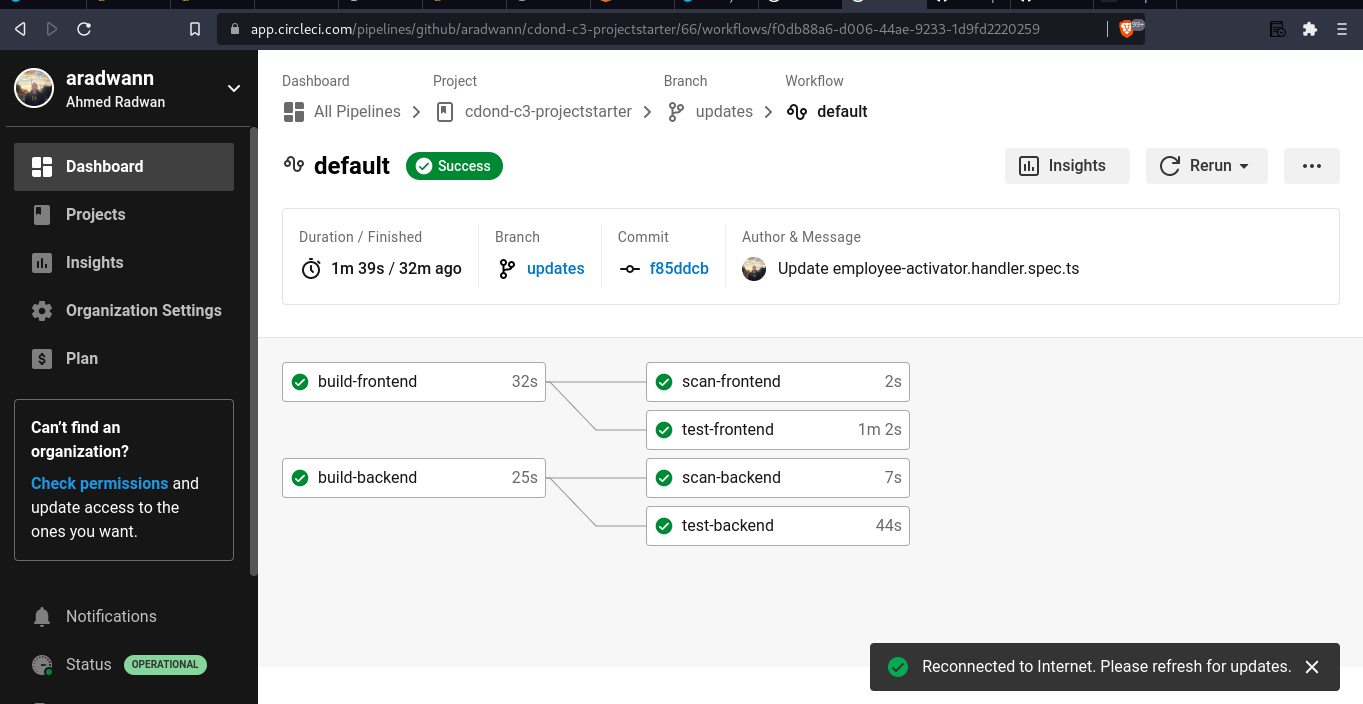 app.circleci.com/pipelines/github/aradwann/cdond-c3-projectstarter/66/workflows/f0db88a6-d006-44ae-9233-1d9fd2220259
99+
aradwann
Ahmed Radwan
Dashboard
Projects
Insights
Organization Settings
Plan
Can't find an
organization?
Check permissions and
update access to the
ones you want.
Notifications
Status OPERATIONAL
Dashboard Project Branch Workflow
All Pipelines cdond-c3-projectstarter updates default
default Success Insights Rerun
Duration / Finished Branch Commit Author & Message
1m 39s / 32m ago updates f85ddcb Update employee-activator.handler.spec.ts
build-frontend 32s scan-frontend 2s
test-frontend 1m 2s
build-backend 25s scan-backend 7s
test-backend 44s
Reconnected to Internet. Please refresh for updates.